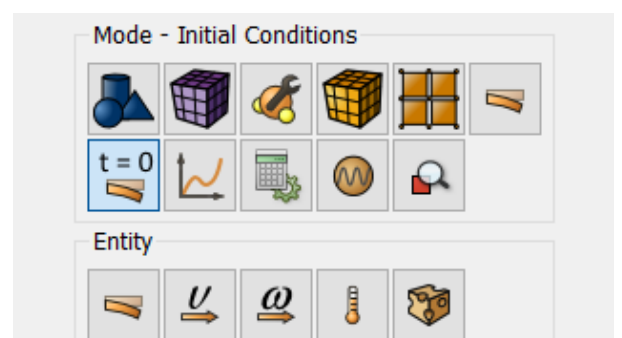 Mode - Initial Conditions
t = 0
Entity
υ ω